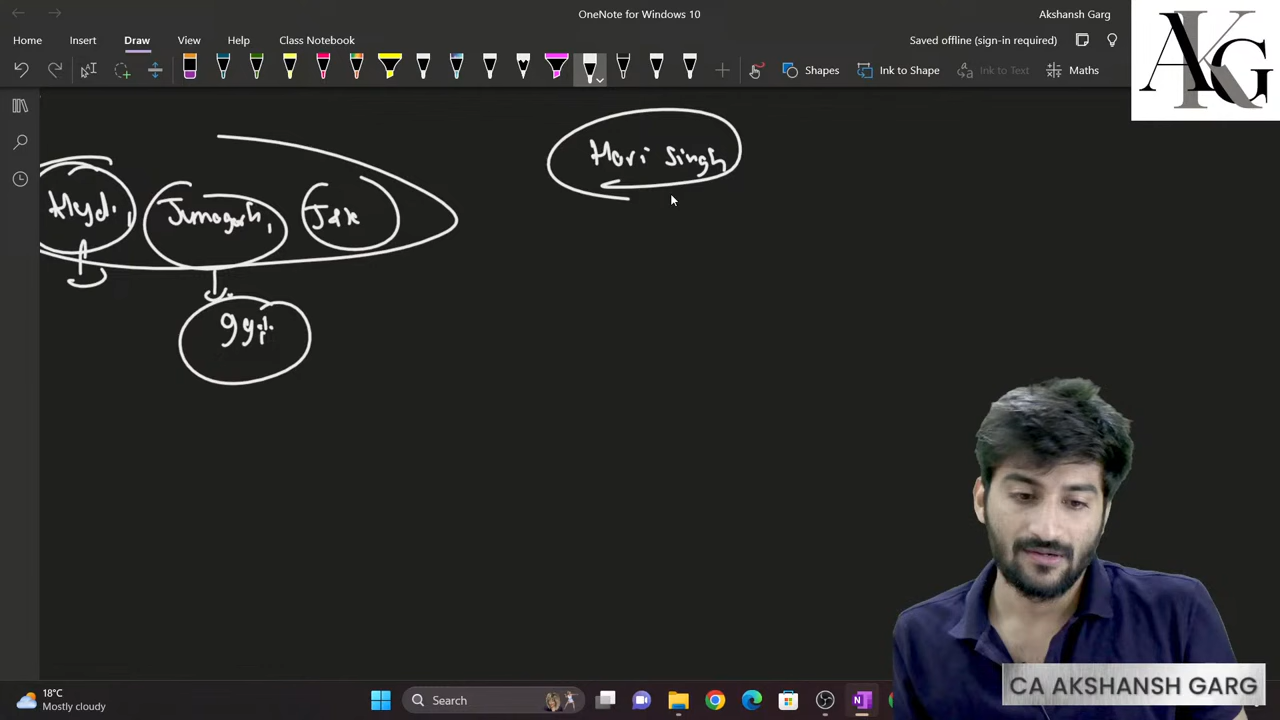 OneNote for Windows 10
Akshansh Garg
Home Insert Draw View Help Class Notebook
Saved offline (sign-in required)
Shapes Ink to Shape Ink to Text Maths
AKG
Hari Singh
Hyd.,
Junagarh,
J&K
99%
CA AKSHANSH GARG
18°C
Mostly cloudy
Search